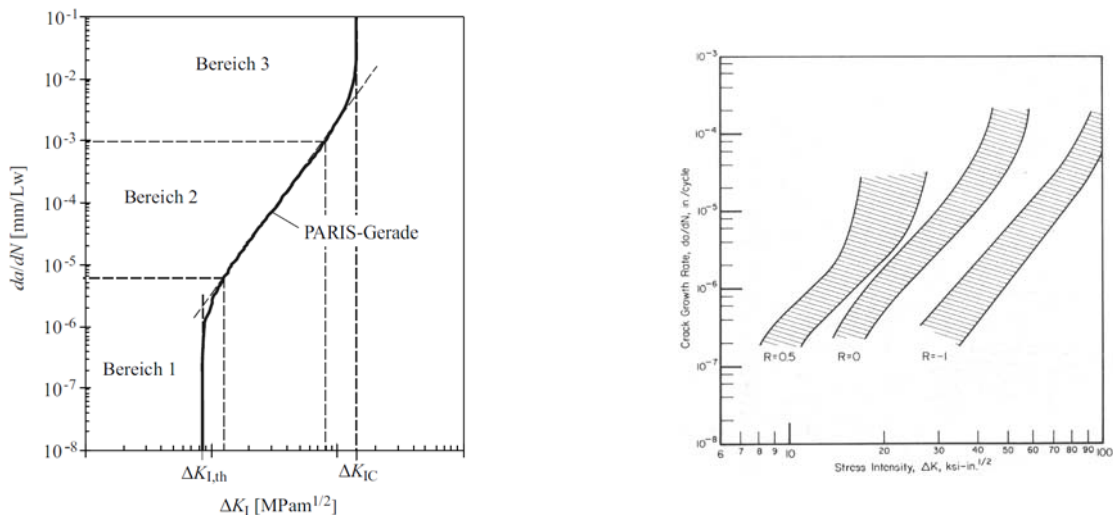 10^-1
Bereich 3
10^-2
10^-3
Bereich 2
10^-4
PARIS-Gerade
10^-5
10^-6
Bereich 1
10^-7
10^-8
da/dN [mm/Lw]
ΔK_I,th
ΔK_IC
ΔK_I [MPam^1/2]
10^-3
10^-4
10^-5
10^-6
R=0.5
R=0
R=-1
10^-7
10^-8
Crack Growth Rate, da/dN, in/cycle
6 7 8 9 10 20 30 40 50 60 70 80 90 100
Stress Intensity, ΔK, ksi-in.^1/2